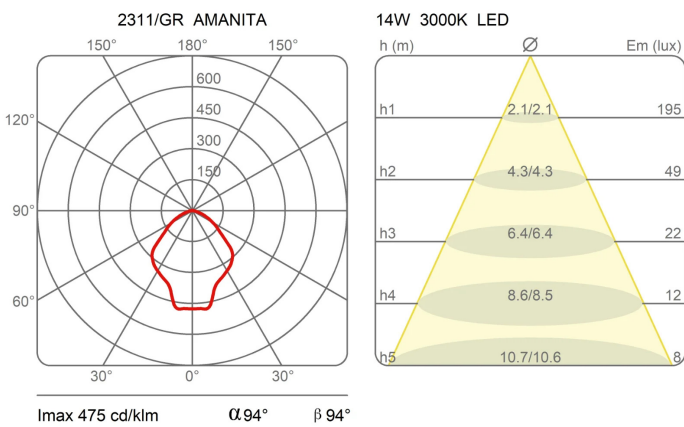 2311/GR AMANITA
150° 180° 150°
600
450
120°
300
150
90°
60°
30° 0° 30°
Imax 475 cd/klm α 94° β 94°
14W 3000K LED
h (m) Ø Em (lux)
h1 2.1/2.1 195
h2 4.3/4.3 49
h3 6.4/6.4 22
h4 8.6/8.5 12
h5 10.7/10.6 8